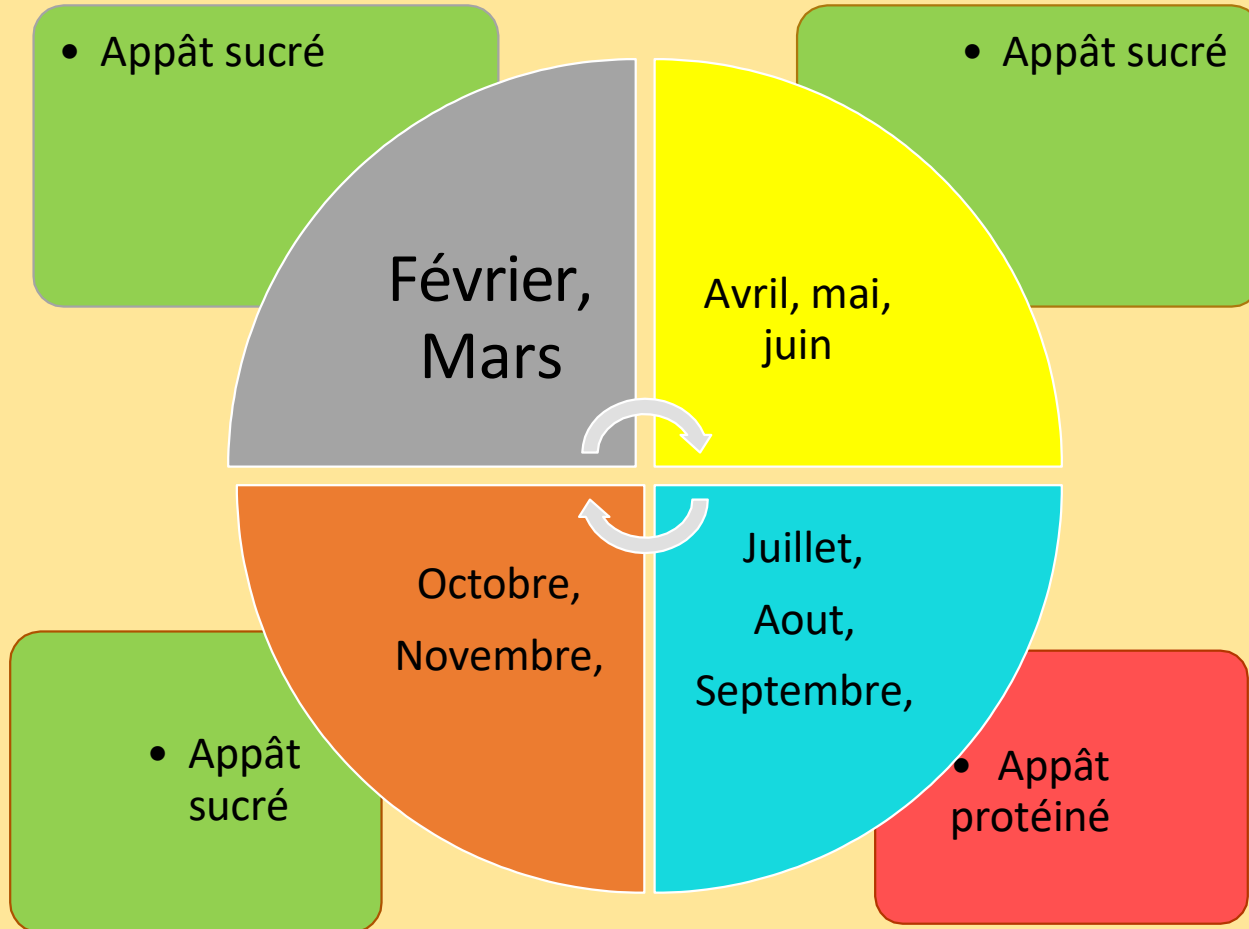 • Appât sucré
• Appât sucré
Février,
Mars
Avril, mai,
juin
Octobre,
Novembre,
Juillet,
Aout,
Septembre,
• Appât
sucré
• Appât
protéiné